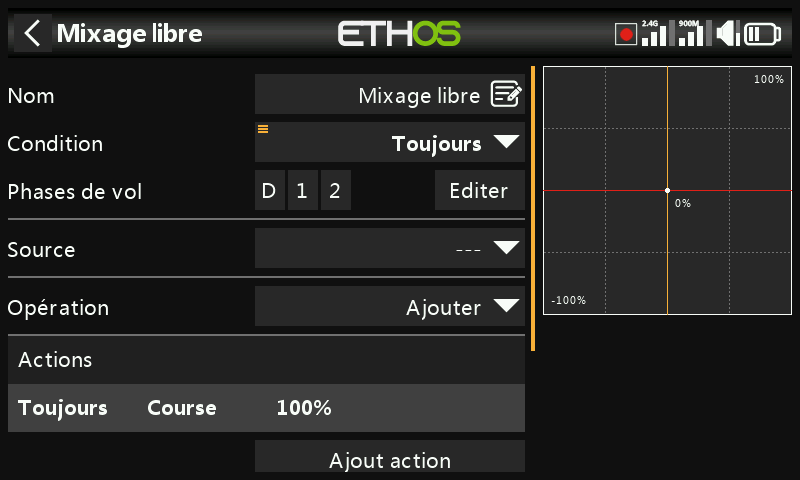 Mixage libre
ETHOS
2.4G
900M
Nom
Mixage libre
Condition
Toujours
Phases de vol
D 1 2
Editer
Source
---
Opération
Ajouter
Actions
Toujours Course 100%
Ajout action
100%
0%
-100%